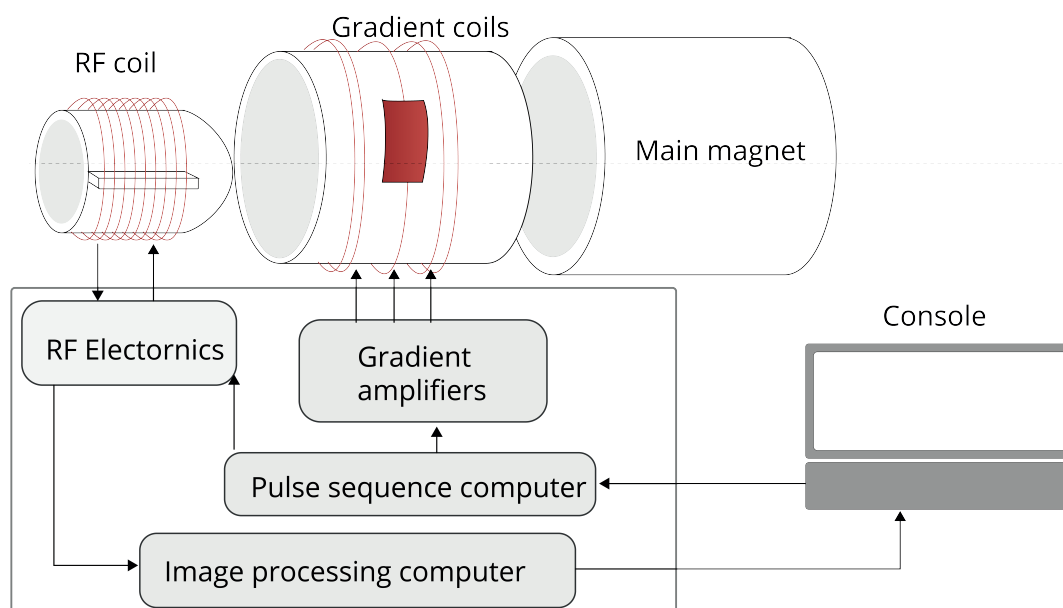 Gradient coils
RF coil
Main magnet
Console
RF Electornics
Gradient
amplifiers
Pulse sequence computer
Image processing computer